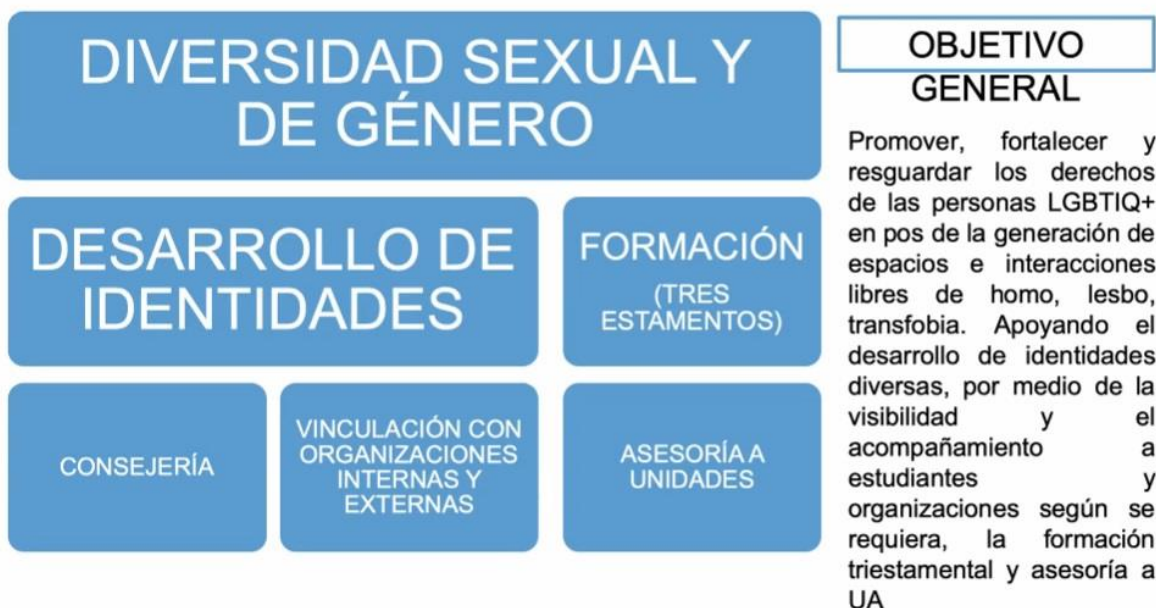 DIVERSIDAD SEXUAL Y
DE GÉNERO
DESARROLLO DE
IDENTIDADES
FORMACIÓN
(TRES
ESTAMENTOS)
CONSEJERÍA
VINCULACIÓN CON
ORGANIZACIONES
INTERNAS Y
EXTERNAS
ASESORÍA A
UNIDADES
OBJETIVO
GENERAL
Promover, fortalecer y
resguardar los derechos
de las personas LGBTIQ+
en pos de la generación de
espacios e interacciones
libres de homo, lesbo,
transfobia. Apoyando el
desarrollo de identidades
diversas, por medio de la
visibilidad y el
acompañamiento a
estudiantes y
organizaciones según se
requiera, la formación
triestamental y asesoría a
UA